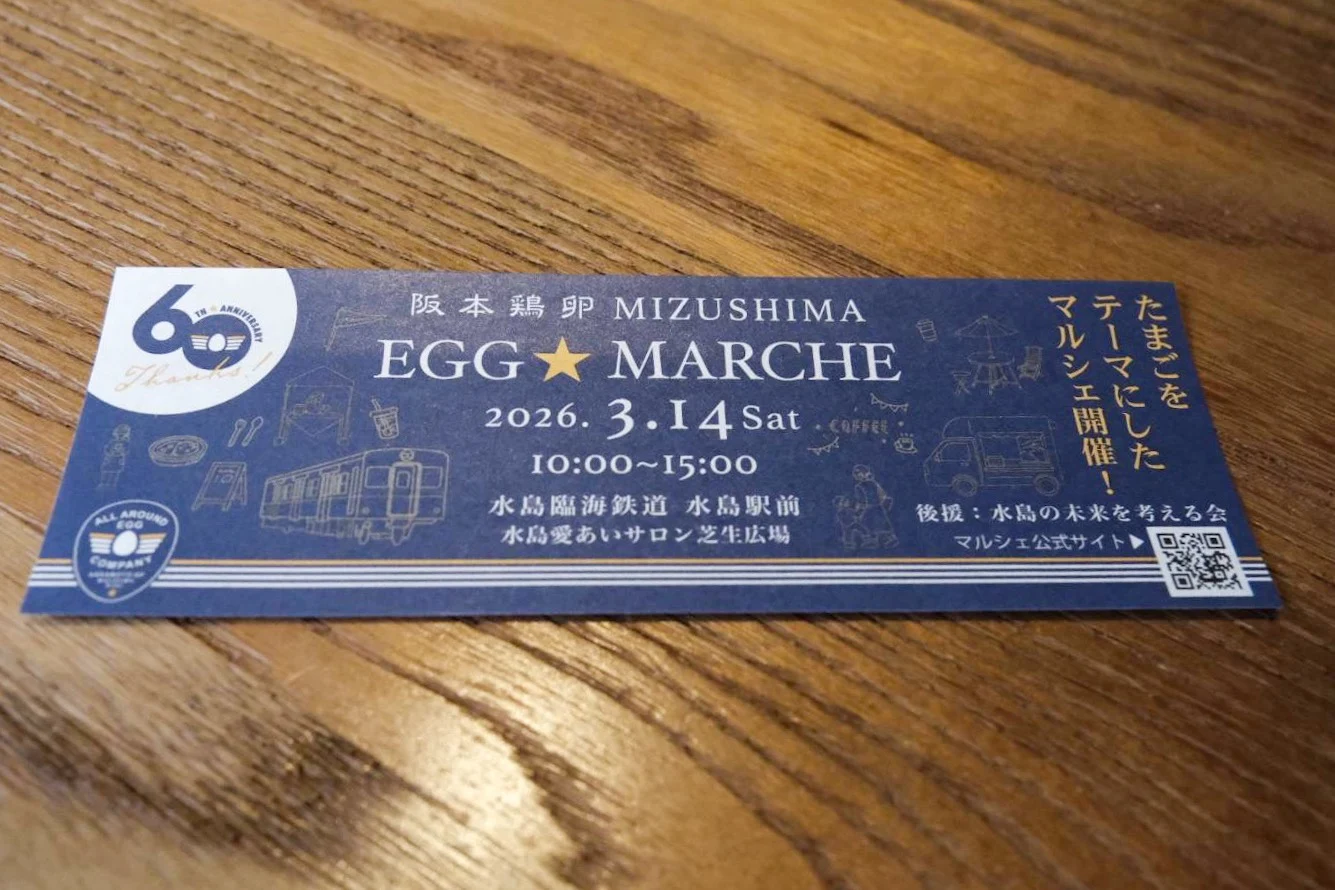 60
TH ★ ANNIVERSARY
Thanks!
阪本鶏卵 MIZUSHIMA
EGG★MARCHE
2026. 3.14 Sat
10:00~15:00
水島臨海鉄道 水島駅前
水島愛あいサロン芝生広場
たまごを
テーマにした
マルシェ開催！
COFFEE
後援：水島の未来を考える会
マルシェ公式サイト▶
ALL AROUND
EGG
COMPANY